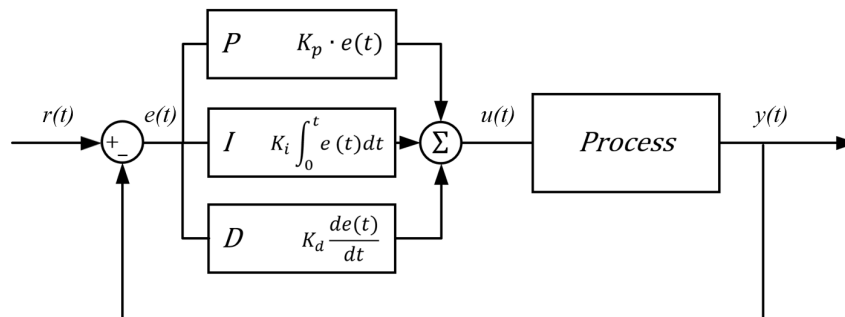 P K_p · e(t)
r(t)
e(t)
+
−
I K_i ∫_0^t e (t)dt
Σ
u(t)
Process
y(t)
D K_d de(t)/dt